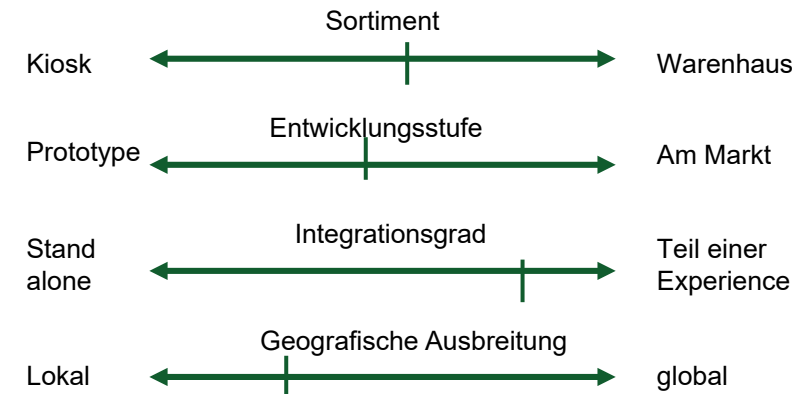 Sortiment
Kiosk
Warenhaus
Entwicklungsstufe
Prototype
Am Markt
Integrationsgrad
Stand
alone
Teil einer
Experience
Geografische Ausbreitung
Lokal
global